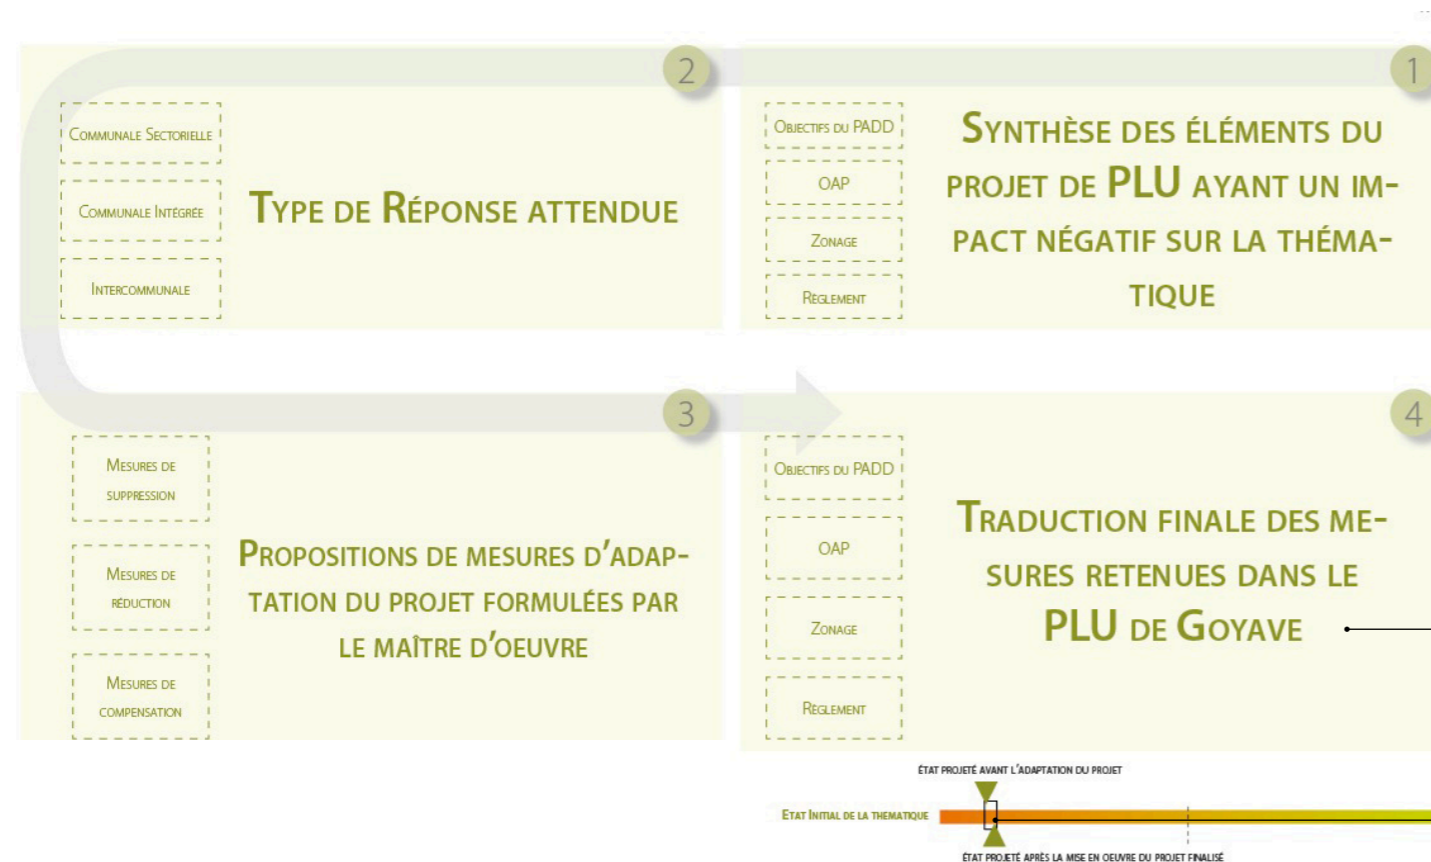 1
OBJECTIFS DU PADD
OAP
ZONAGE
RÈGLEMENT
SYNTHÈSE DES ÉLÉMENTS DU
PROJET DE PLU AYANT UN IM-
PACT NÉGATIF SUR LA THÉMA-
TIQUE
2
COMMUNALE SECTORIELLE
COMMUNALE INTÉGRÉE
INTERCOMMUNALE
TYPE DE RÉPONSE ATTENDUE
3
MESURES DE
SUPPRESSION
MESURES DE
RÉDUCTION
MESURES DE
COMPENSATION
PROPOSITIONS DE MESURES D'ADAP-
TATION DU PROJET FORMULÉES PAR
LE MAÎTRE D'OEUVRE
4
OBJECTIFS DU PADD
OAP
ZONAGE
RÈGLEMENT
TRADUCTION FINALE DES ME-
SURES RETENUES DANS LE
PLU DE GOYAVE
ÉTAT PROJETÉ AVANT L'ADAPTATION DU PROJET
ETAT INITIAL DE LA THÉMATIQUE
ÉTAT PROJETÉ APRÈS LA MISE EN OEUVRE DU PROJET FINALISÉ